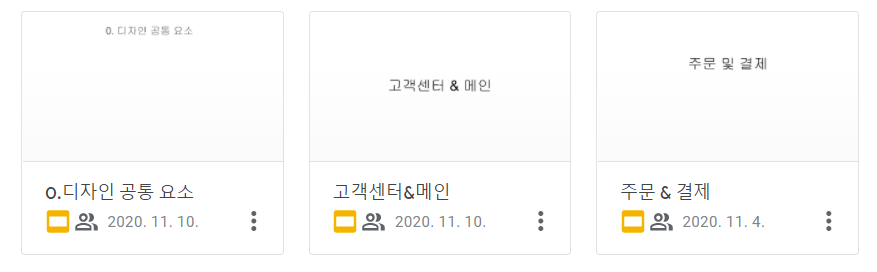 0. 디자인 공통 요소
고객센터 & 메인
주문 및 결제
0.디자인 공통 요소
고객센터&메인
주문 & 결제
2020. 11. 10.
2020. 11. 10.
2020. 11. 4.